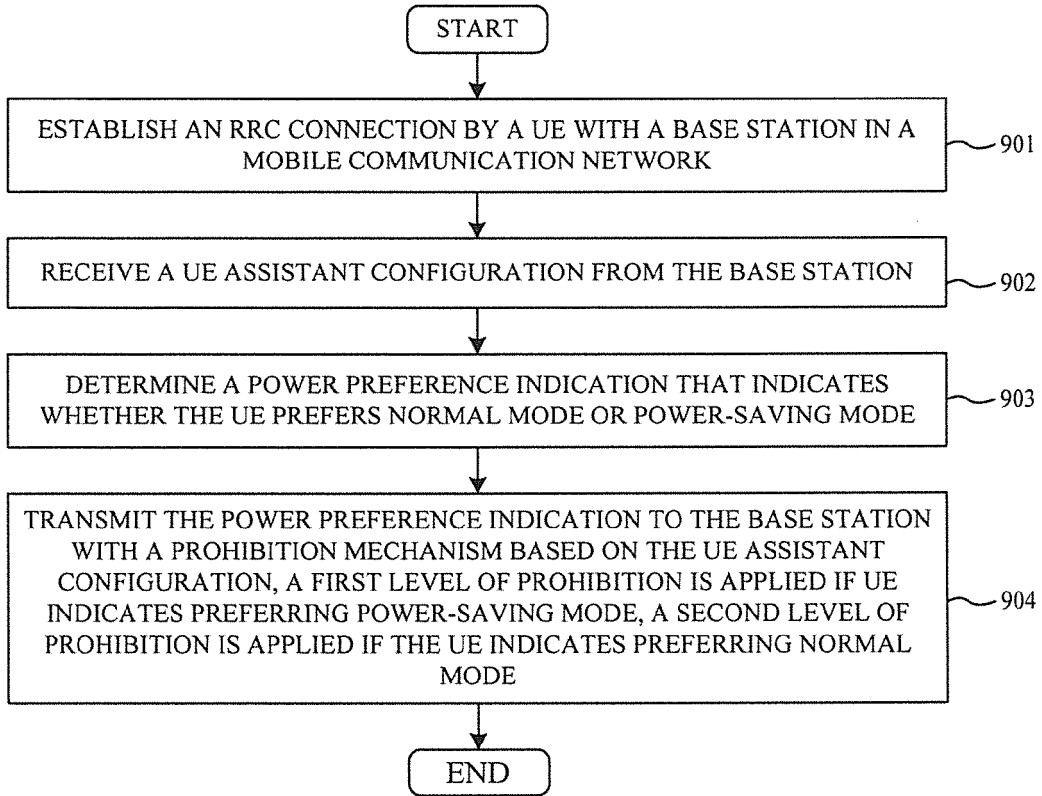 START
ESTABLISH AN RRC CONNECTION BY A UE WITH A BASE STATION IN A
MOBILE COMMUNICATION NETWORK
901
RECEIVE A UE ASSISTANT CONFIGURATION FROM THE BASE STATION
902
DETERMINE A POWER PREFERENCE INDICATION THAT INDICATES
WHETHER THE UE PREFERS NORMAL MODE OR POWER-SAVING MODE
903
TRANSMIT THE POWER PREFERENCE INDICATION TO THE BASE STATION
WITH A PROHIBITION MECHANISM BASED ON THE UE ASSISTANT
CONFIGURATION, A FIRST LEVEL OF PROHIBITION IS APPLIED IF UE
INDICATES PREFERRING POWER-SAVING MODE, A SECOND LEVEL OF
PROHIBITION IS APPLIED IF THE UE INDICATES PREFERRING NORMAL
MODE
904
END